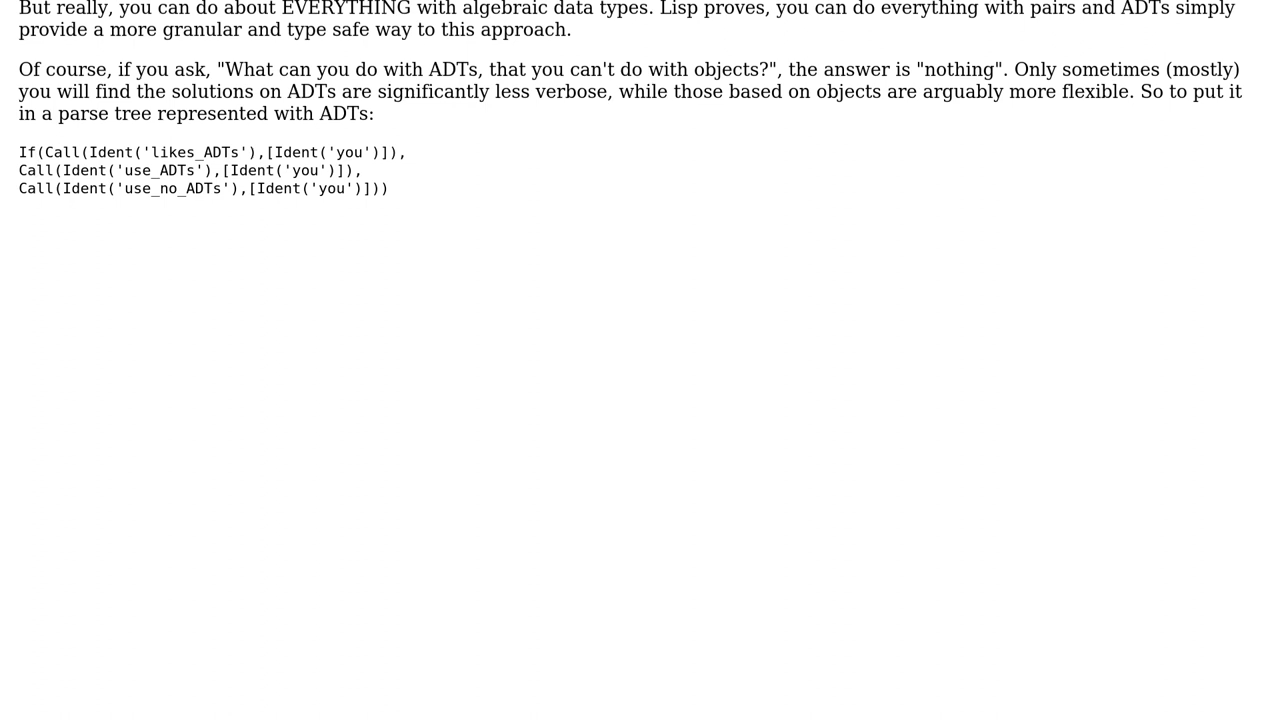 But really, you can do about EVERYTHING with algebraic data types. Lisp proves, you can do everything with pairs and ADTs simply
provide a more granular and type safe way to this approach.
Of course, if you ask, "What can you do with ADTs, that you can't do with objects?", the answer is "nothing". Only sometimes (mostly)
you will find the solutions on ADTs are significantly less verbose, while those based on objects are arguably more flexible. So to put it
in a parse tree represented with ADTs:
If(Call(Ident('likes_ADTs'),[Ident('you')]),
Call(Ident('use_ADTs'),[Ident('you')]),
Call(Ident('use_no_ADTs'),[Ident('you')]))